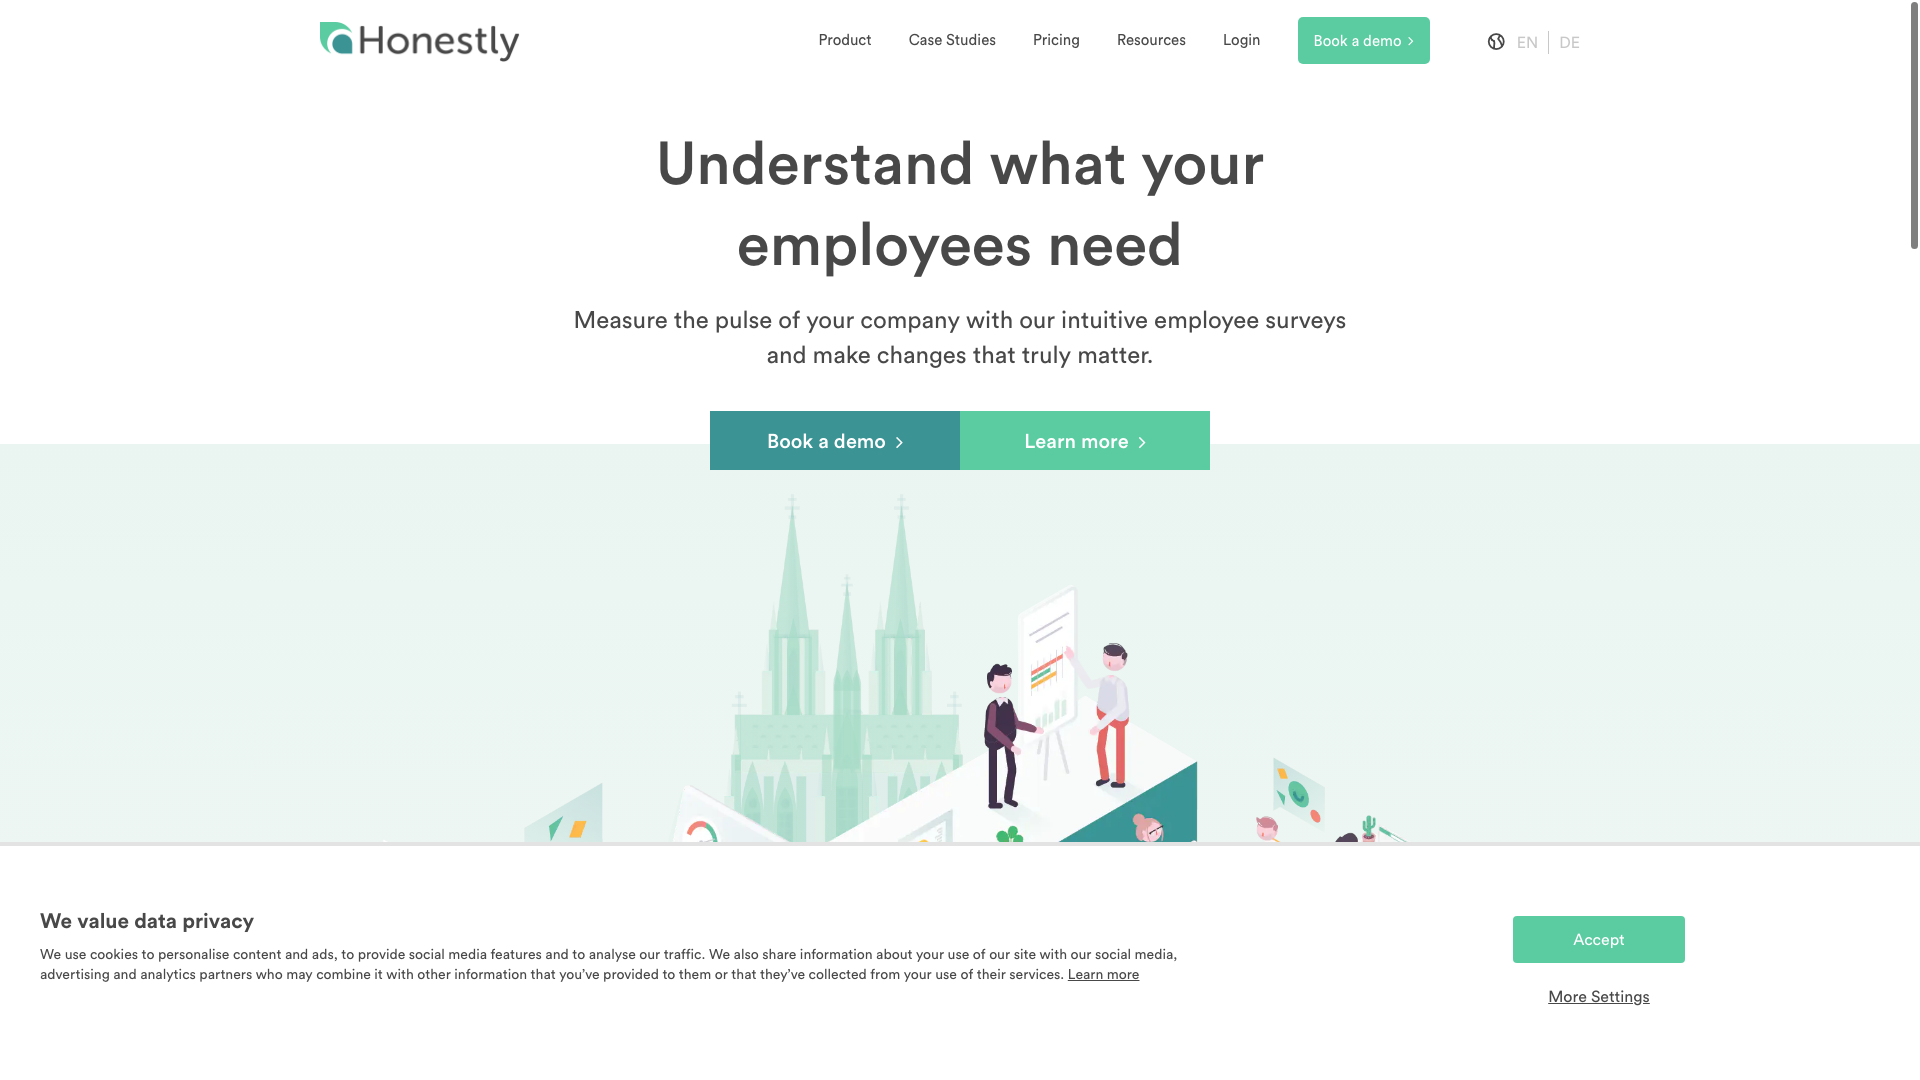 Honestly
Product
Case Studies
Pricing
Resources
Login
Book a demo
EN
DE
Understand what your
employees need
Measure the pulse of your company with our intuitive employee surveys
and make changes that truly matter.
Book a demo
Learn more
We value data privacy
We use cookies to personalise content and ads, to provide social media features and to analyse our traffic. We also share information about your use of our site with our social media,
advertising and analytics partners who may combine it with other information that you’ve provided to them or that they’ve collected from your use of their services. Learn more
Accept
More Settings